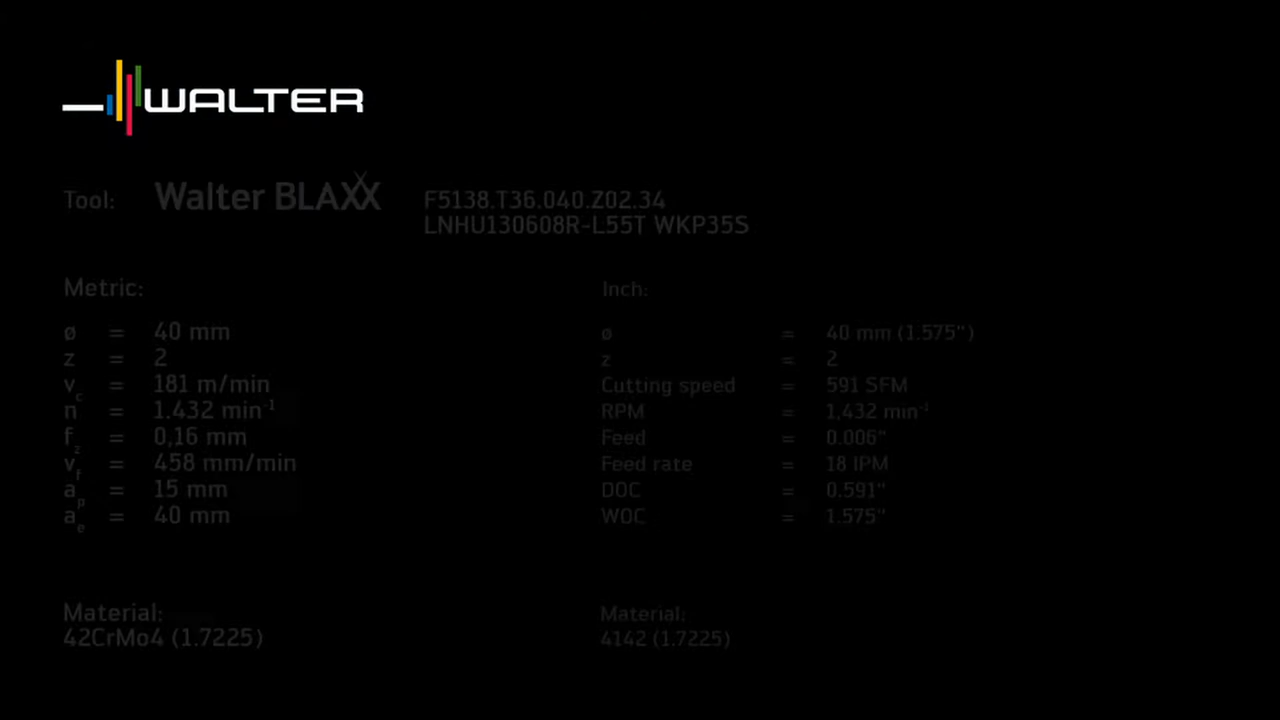 WALTER
Tool: Walter BLAXX F5138.T36.040.Z02.34
LNHU130608R-L55T WKP35S
Metric:
ø = 40 mm
z = 2
vc = 181 m/min
n = 1.432 min⁻¹
fz = 0,16 mm
vf = 458 mm/min
ap = 15 mm
ae = 40 mm
Material:
42CrMo4 (1.7225)
Inch:
ø = 40 mm (1.575")
z = 2
Cutting speed = 591 SFM
RPM = 1,432 min⁻¹
Feed = 0.006"
Feed rate = 18 IPM
DOC = 0.591"
WOC = 1.575"
Material:
4142 (1.7225)